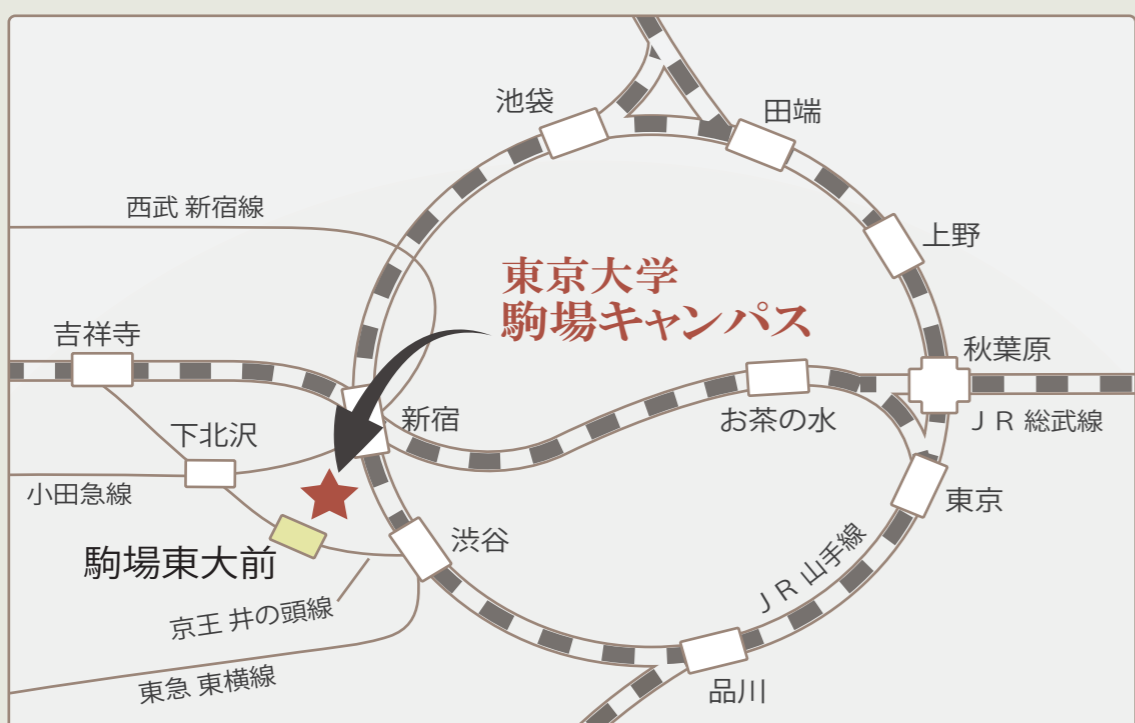 池袋
田端
西武 新宿線
上野
東京大学
駒場キャンパス
吉祥寺
秋葉原
新宿
お茶の水
ＪＲ 総武線
下北沢
小田急線
東京
渋谷
駒場東大前
ＪＲ 山手線
京王 井の頭線
東急 東横線
品川